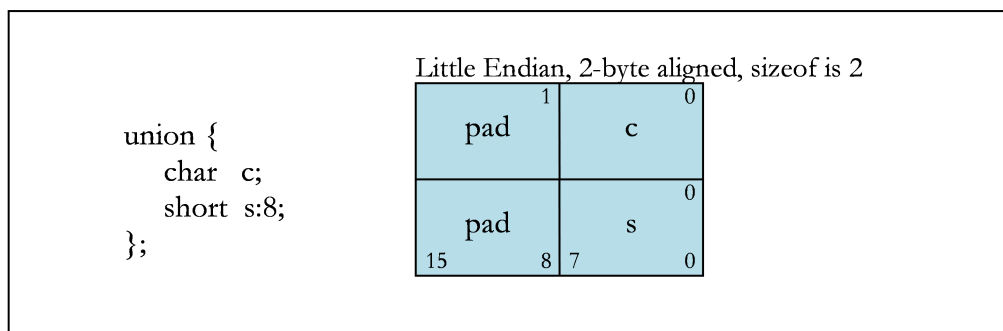 Little Endian, 2-byte aligned, sizeof is 2
union {
char c;
short s:8;
};
1 0
pad c
0
pad s
15 8 7 0